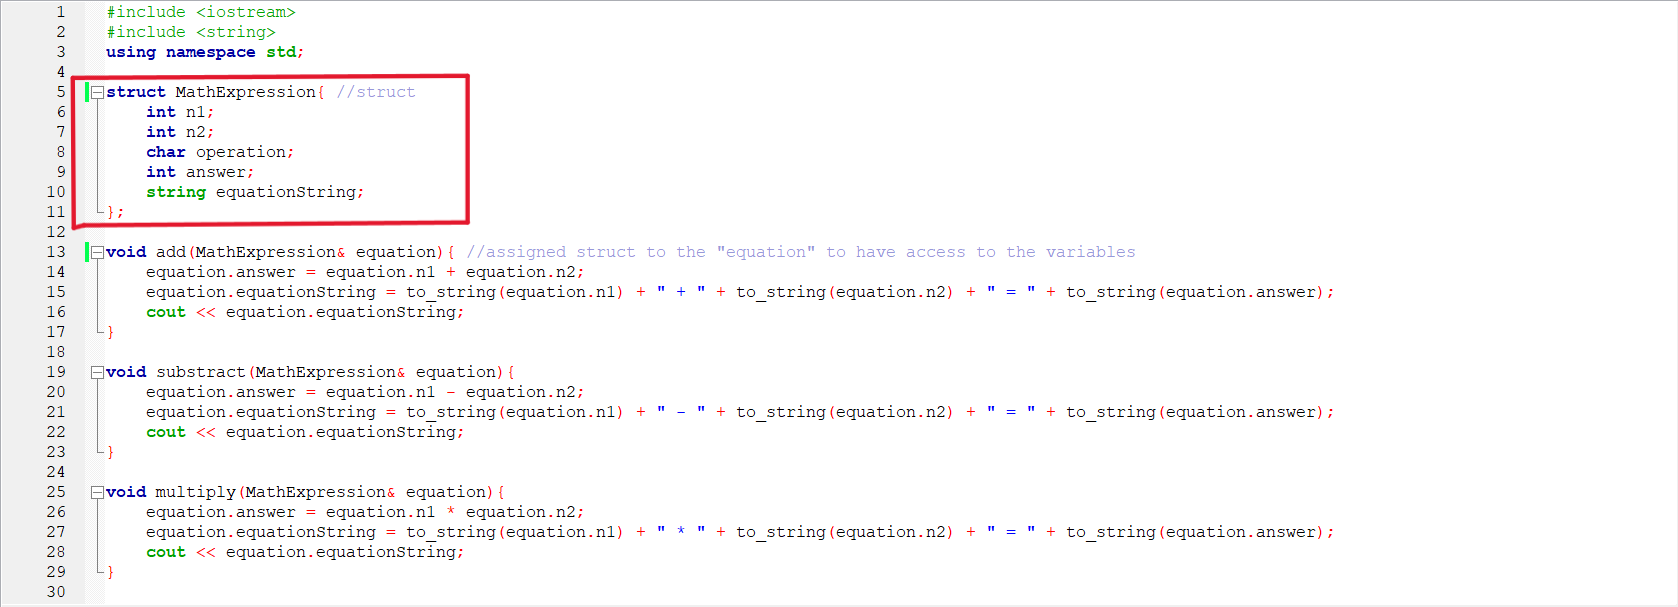 1 #include <iostream>
2 #include <string>
3 using namespace std;
4
5 struct MathExpression{ //struct
6 int n1;
7 int n2;
8 char operation;
9 int answer;
10 string equationString;
11 };
12
13 void add(MathExpression& equation){ //assigned struct to the "equation" to have access to the variables
14 equation.answer = equation.n1 + equation.n2;
15 equation.equationString = to_string(equation.n1) + " + " + to_string(equation.n2) + " = " + to_string(equation.answer);
16 cout << equation.equationString;
17 }
18
19 void substract(MathExpression& equation){
20 equation.answer = equation.n1 - equation.n2;
21 equation.equationString = to_string(equation.n1) + " - " + to_string(equation.n2) + " = " + to_string(equation.answer);
22 cout << equation.equationString;
23 }
24
25 void multiply(MathExpression& equation){
26 equation.answer = equation.n1 * equation.n2;
27 equation.equationString = to_string(equation.n1) + " * " + to_string(equation.n2) + " = " + to_string(equation.answer);
28 cout << equation.equationString;
29 }
30